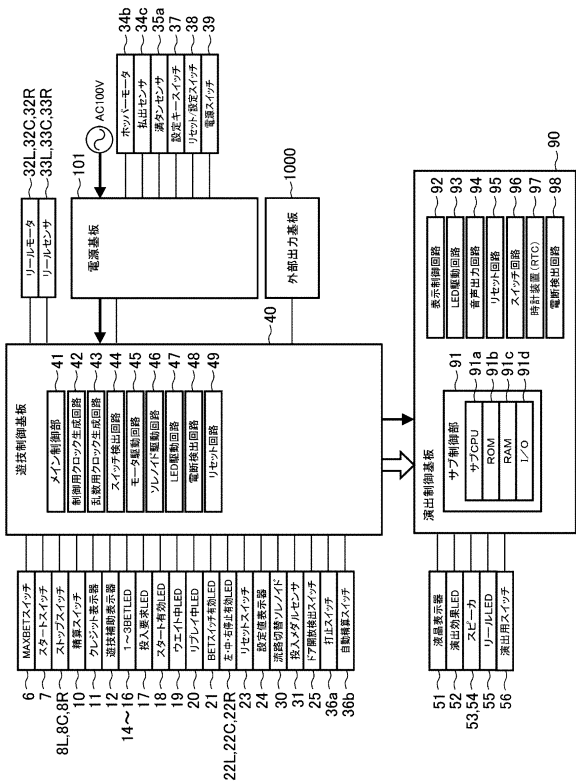 6 MAXBETスイッチ
7 スタートスイッチ
8L,8C,8R ストップスイッチ
10 精算スイッチ
11 クレジット表示器
12 遊技補助表示器
14～16 1～3BETLED
17 投入要求LED
18 スタート有効LED
19 ウエイト中LED
20 リプレイ中LED
21 BETスイッチ有効LED
22L,22C,22R 左・中・右停止有効LED
23 リセットスイッチ
24 設定値表示器
30 流路切替ソレノイド
31 投入メダルセンサ
25 ドア開放検出スイッチ
36a 打止スイッチ
36b 自動精算スイッチ
遊技制御基板
メイン制御部 41
制御用クロック生成回路 42
乱数用クロック生成回路 43
スイッチ検出回路 44
モータ駆動回路 45
ソレノイド駆動回路 46
LED駆動回路 47
電断検出回路 48
リセット回路 49
40
リールモータ 32L,32C,32R
リールセンサ 33L,33C,33R
101
電源基板
AC100V
外部出力基板 1000
ホッパーモータ 34b
払出センサ 34c
満タンセンサ 35a
設定キースイッチ 37
リセット/設定スイッチ 38
電源スイッチ 39
51 液晶表示器
52 演出効果LED
53,54 スピーカ
55 リールLED
56 演出用スイッチ
演出制御基板
90
サブ制御部 91
サブCPU 91a
ROM 91b
RAM 91c
I/O 91d
表示制御回路 92
LED駆動回路 93
音声出力回路 94
リセット回路 95
スイッチ回路 96
時計装置(RTC) 97
電断検出回路 98